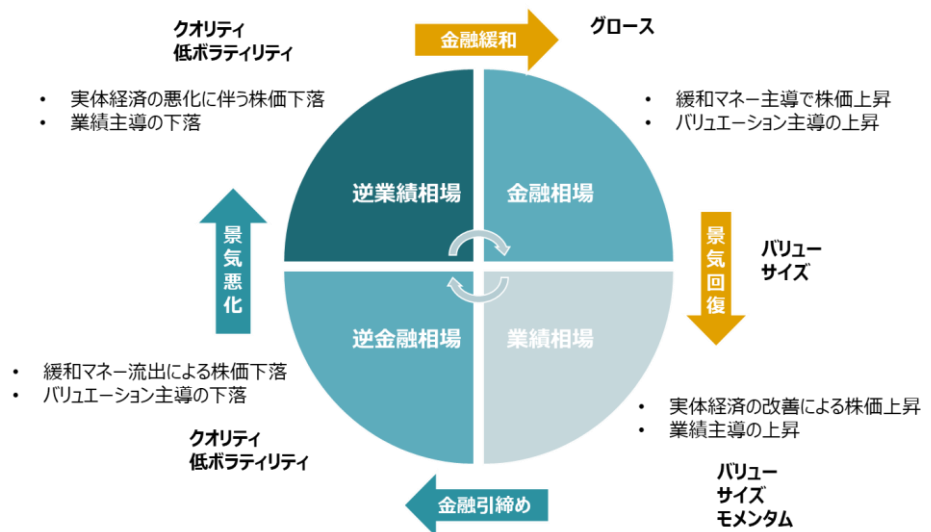 クオリティ
低ボラティリティ
金融緩和
グロース
• 実体経済の悪化に伴う株価下落
• 業績主導の下落
• 緩和マネー主導で株価上昇
• バリュエーション主導の上昇
逆業績相場
金融相場
景気悪化
景気回復
バリュー
サイズ
逆金融相場
業績相場
• 緩和マネー流出による株価下落
• バリュエーション主導の下落
• 実体経済の改善による株価上昇
• 業績主導の上昇
クオリティ
低ボラティリティ
金融引締め
バリュー
サイズ
モメンタム